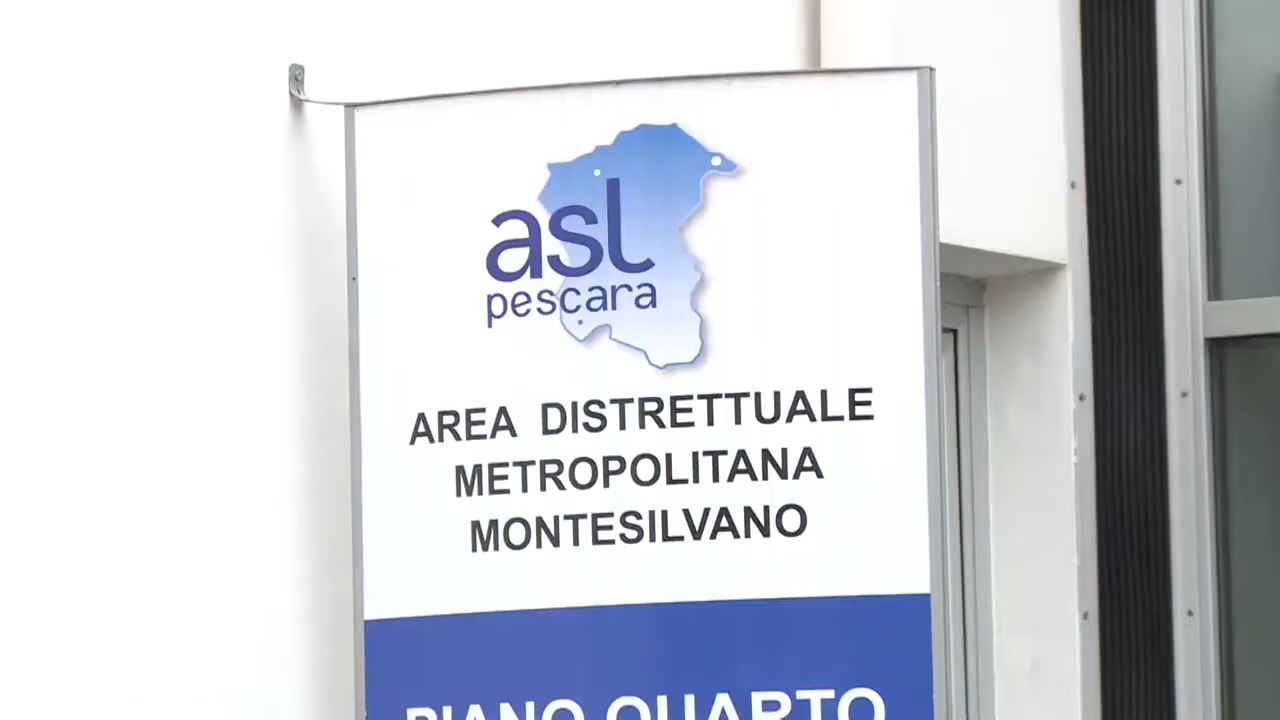 asl
pescara
AREA DISTRETTUALE
METROPOLITANA
MONTESILVANO
PIANO QUARTO